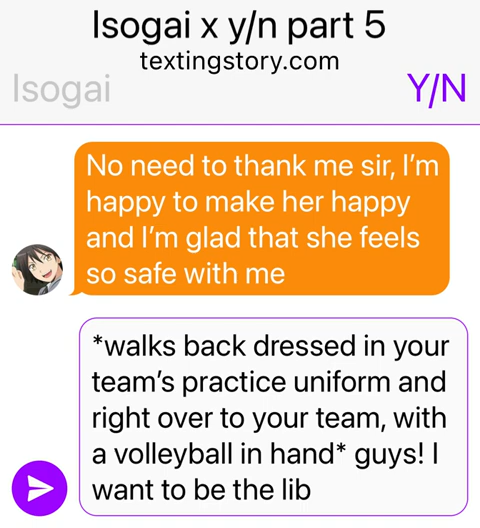 Isogai x y/n part 5
textingstory.com
Isogai
Y/N
No need to thank me sir, I’m
happy to make her happy
and I’m glad that she feels
so safe with me
*walks back dressed in your
team’s practice uniform and
right over to your team, with
a volleyball in hand* guys! I
want to be the lib